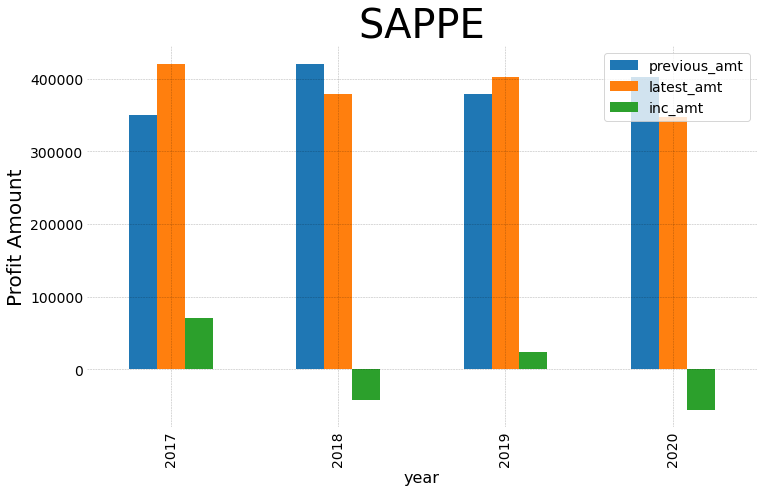 SAPPE
previous_amt
latest_amt
inc_amt
Profit Amount
400000
300000
200000
100000
0
2017
2018
2019
2020
year